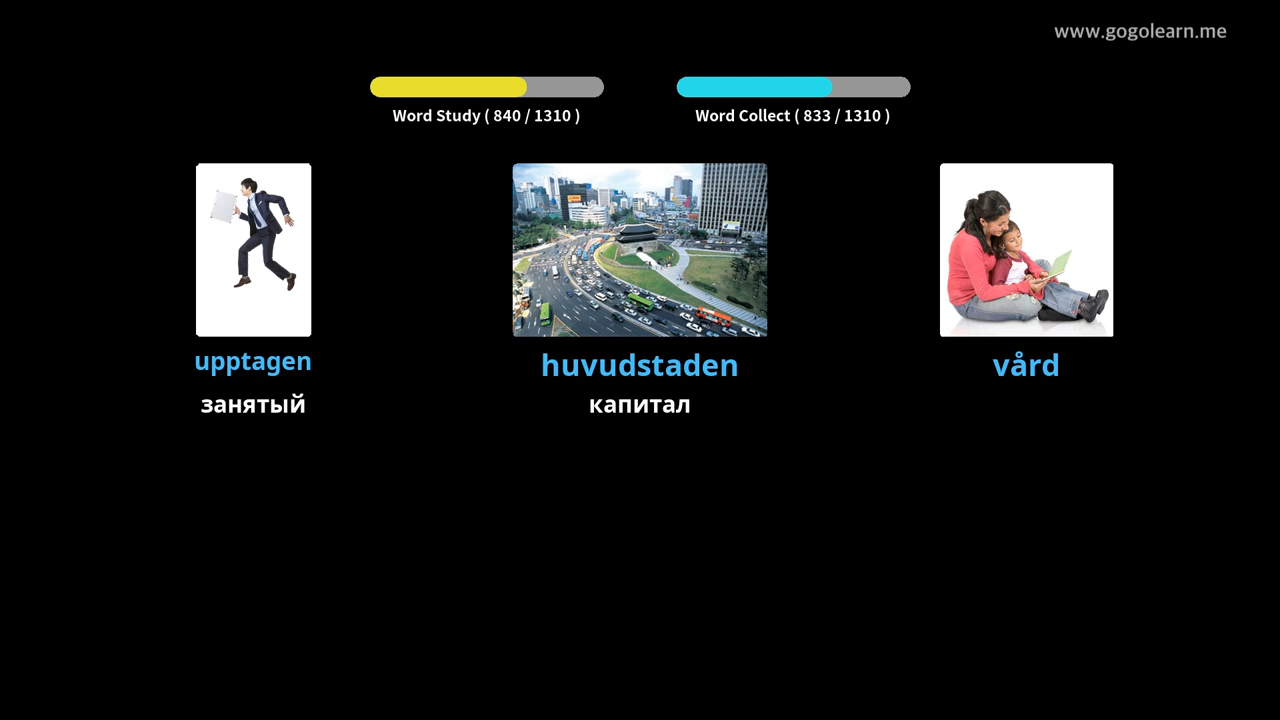 www.gogolearn.me
Word Study ( 840 / 1310 )
Word Collect ( 833 / 1310 )
upptagen
huvudstaden
vård
занятый
капитал